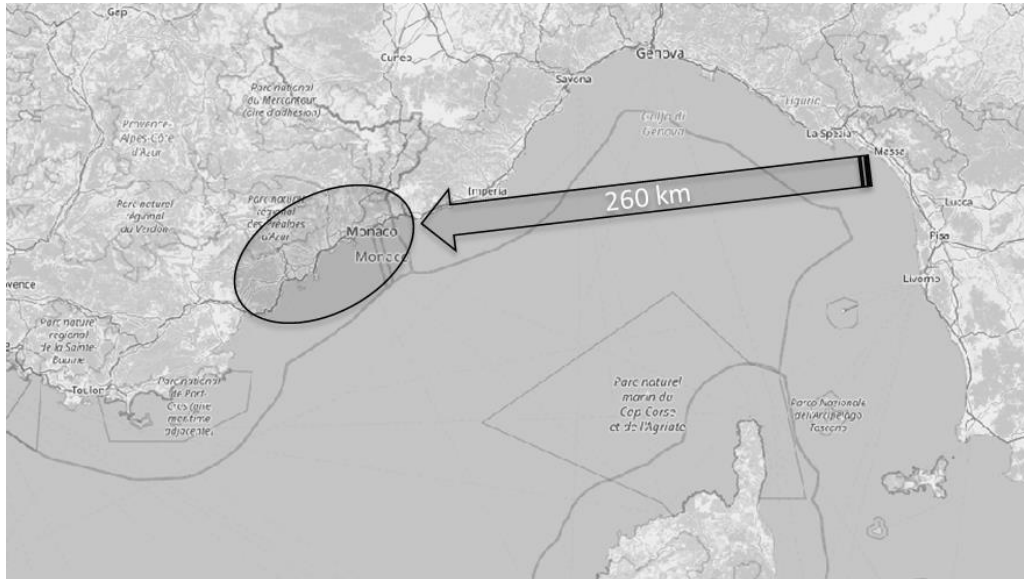 Gap
Cuneo
Genova
Savona
Parc national
du Mercantour
(aire d'adhésion)
Liguria
Golfo di
Genova
Provence-
Alpes-Côte
d'Azur
La Spezia
Massa
Imperia
260 km
Parc naturel
régional
des Préalpes
d'Azur
Parc naturel
régional
du Verdon
Lucca
Monaco
Pisa
Monaco
Livorno
ovence
Parc naturel
régional
de la Sainte
Baume
Toulon
Parc national
de Port-
Cros (aire
maritime
adjacente)
Parc naturel
marin du
Cap Corse
et de l'Agriate
Parco Nazionale
dell'Arcipelago
Toscano